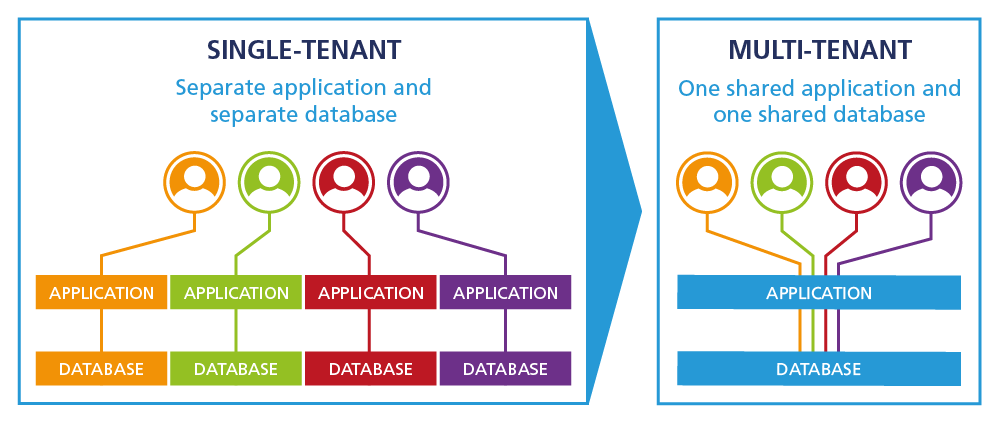 SINGLE-TENANT
Separate application and
separate database
APPLICATION
APPLICATION
APPLICATION
APPLICATION
DATABASE
DATABASE
DATABASE
DATABASE
MULTI-TENANT
One shared application and
one shared database
APPLICATION
DATABASE